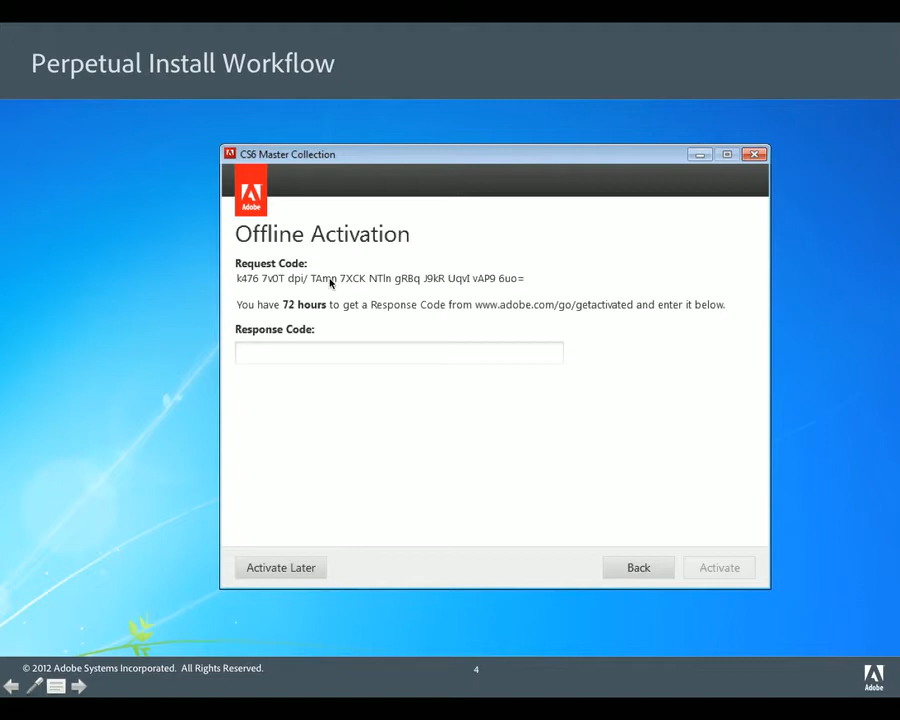 Perpetual Install Workflow
CS6 Master Collection
Adobe
Offline Activation
Request Code:
k476 7v0T dpi/ TAmn 7XCK NTln gRBq J9kR UqvI vAP9 6uo=
You have 72 hours to get a Response Code from www.adobe.com/go/getactivated and enter it below.
Response Code:
Activate Later
Back
Activate
© 2012 Adobe Systems Incorporated. All Rights Reserved.
4
Adobe